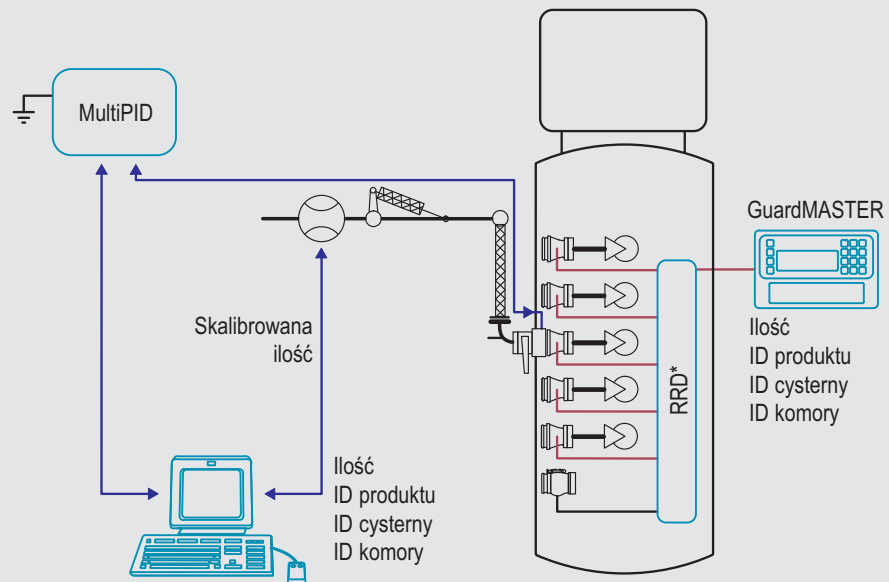 MultiPID
GuardMASTER
Skalibrowana
ilość
RRD*
Ilość
ID produktu
ID cysterny
ID komory
Ilość
ID produktu
ID cysterny
ID komory